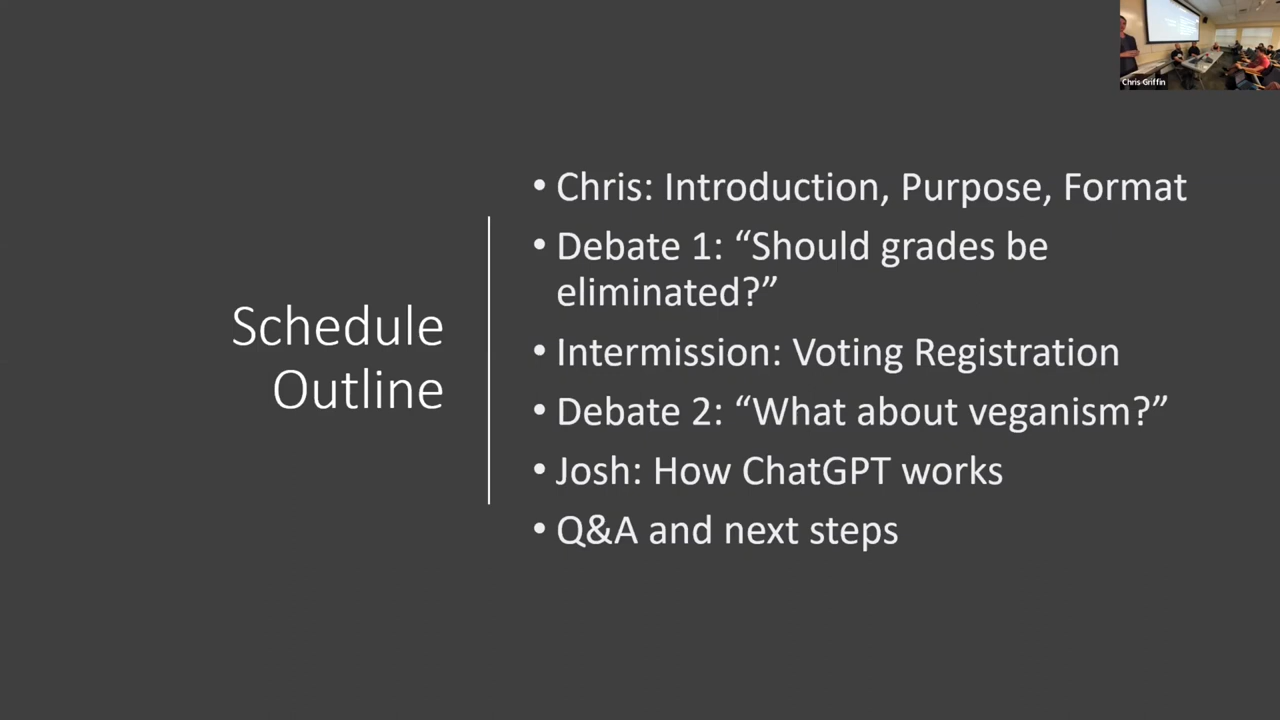 Chris Griffin
Schedule
Outline
• Chris: Introduction, Purpose, Format
• Debate 1: “Should grades be
eliminated?”
• Intermission: Voting Registration
• Debate 2: “What about veganism?”
• Josh: How ChatGPT works
• Q&A and next steps